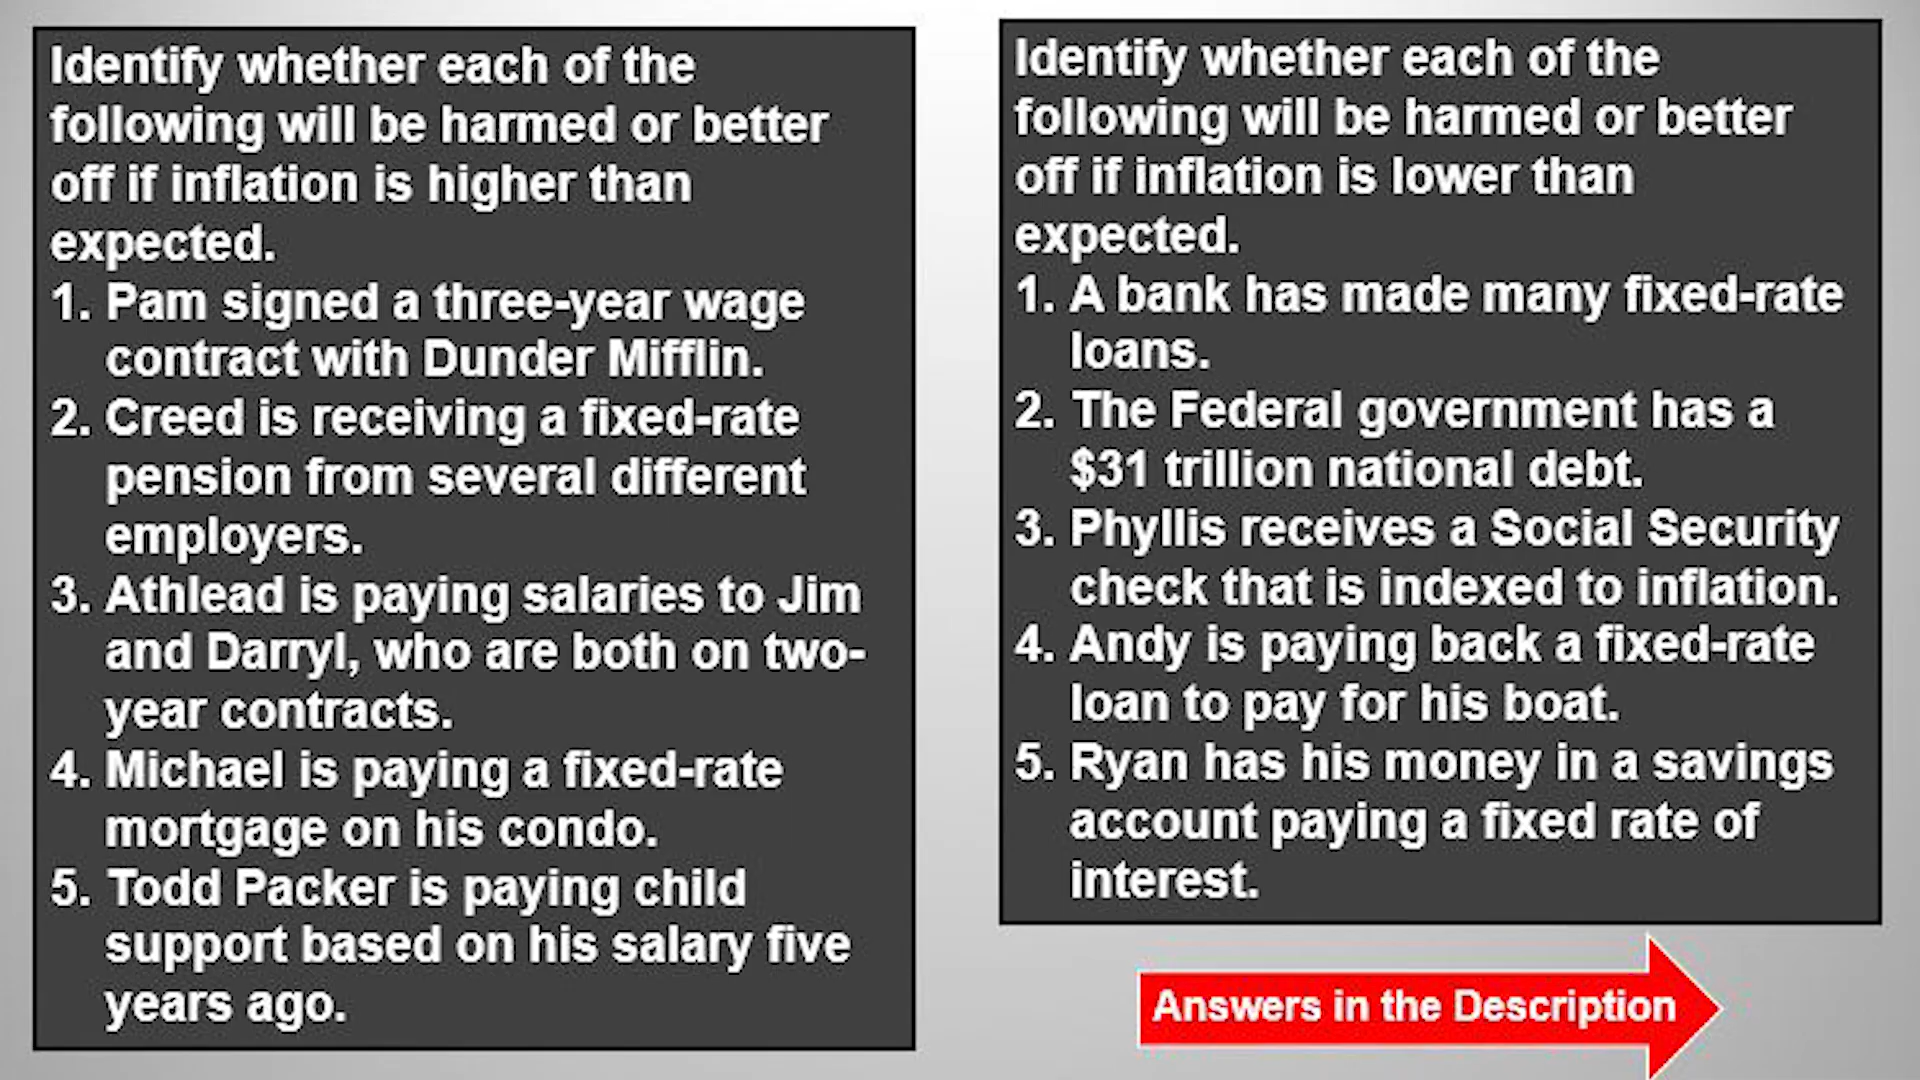 Identify whether each of the
following will be harmed or better
off if inflation is higher than
expected.
1. Pam signed a three-year wage
contract with Dunder Mifflin.
2. Creed is receiving a fixed-rate
pension from several different
employers.
3. Athlead is paying salaries to Jim
and Darryl, who are both on two-
year contracts.
4. Michael is paying a fixed-rate
mortgage on his condo.
5. Todd Packer is paying child
support based on his salary five
years ago.
Identify whether each of the
following will be harmed or better
off if inflation is lower than
expected.
1. A bank has made many fixed-rate
loans.
2. The Federal government has a
$31 trillion national debt.
3. Phyllis receives a Social Security
check that is indexed to inflation.
4. Andy is paying back a fixed-rate
loan to pay for his boat.
5. Ryan has his money in a savings
account paying a fixed rate of
interest.
Answers in the Description